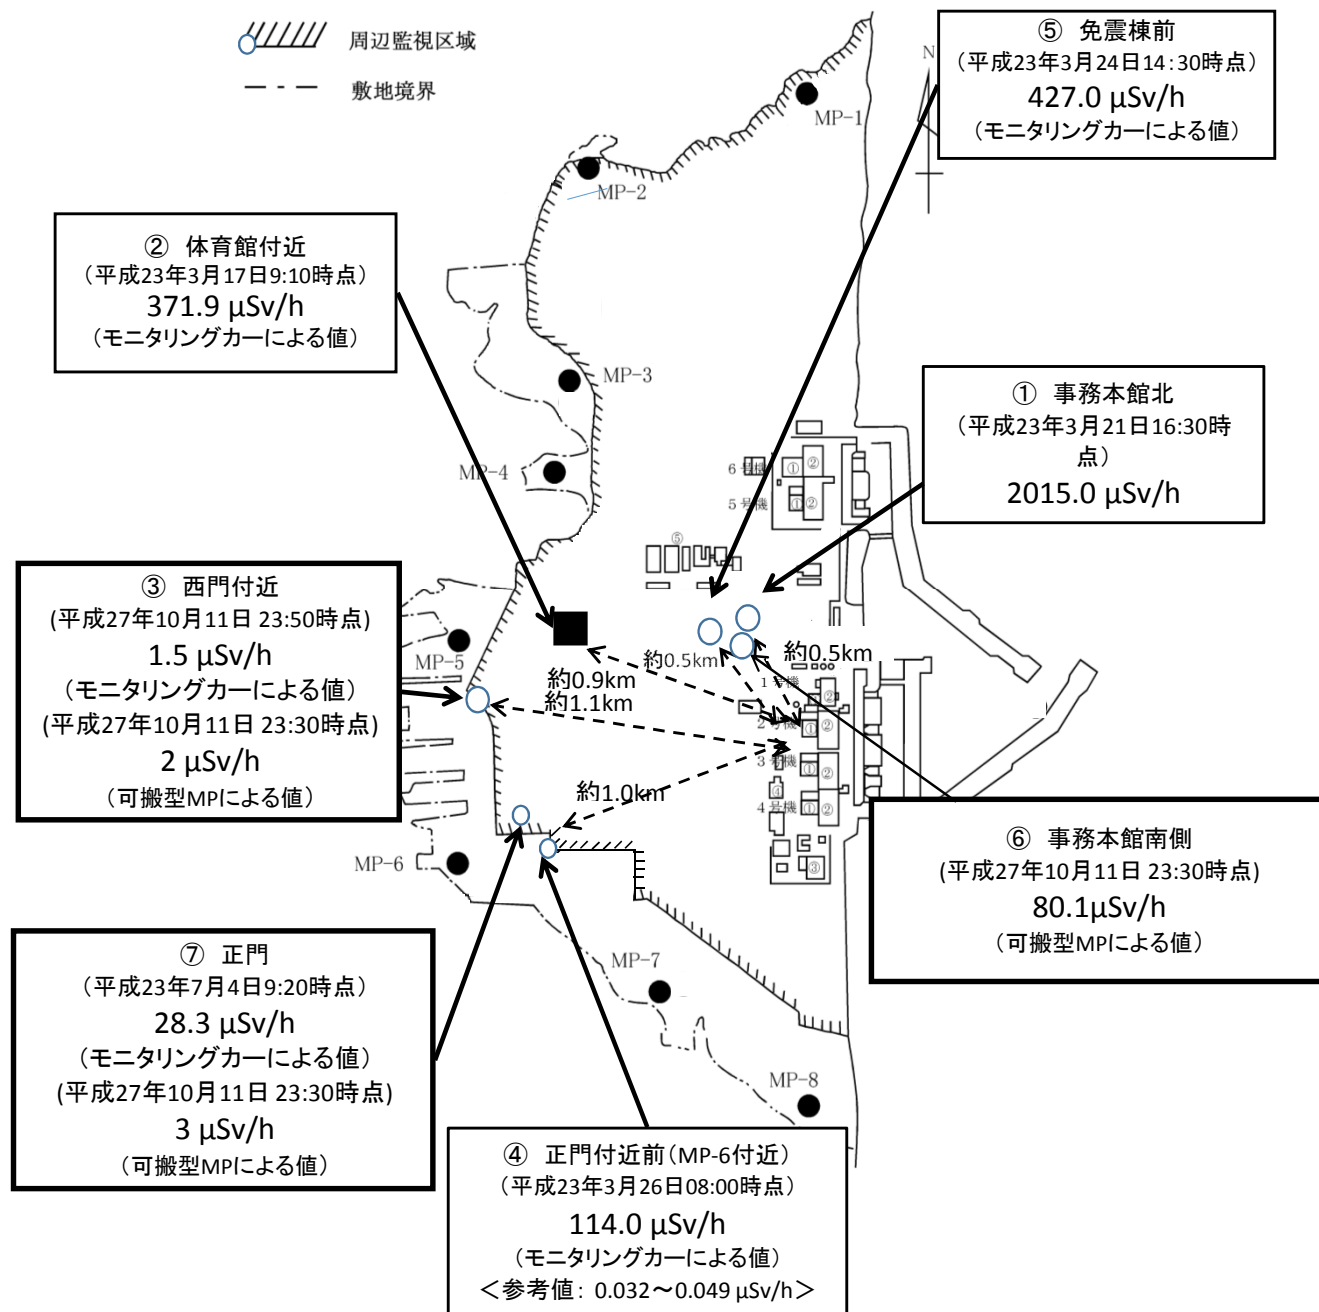 周辺監視区域
敷地境界
⑤ 免震棟前
（平成23年3月24日14:30時点）
427.0 μSv/h
（モニタリングカーによる値）
N
MP-1
MP-2
② 体育館付近
（平成23年3月17日9:10時点）
371.9 μSv/h
（モニタリングカーによる値）
MP-3
① 事務本館北
（平成23年3月21日16:30時
点）
2015.0 μSv/h
MP-4
6号機
①
②
5号機
①
②
⑤
③ 西門付近
(平成27年10月11日 23:50時点)
1.5 μSv/h
（モニタリングカーによる値）
(平成27年10月11日 23:30時点)
2 μSv/h
（可搬型MPによる値）
MP-5
約0.5km
約0.5km
約0.9km
約1.1km
1号機
②
2号機
①
②
3号機
①
②
④
約1.0km
4号機
①
②
③
MP-6
⑥ 事務本館南側
(平成27年10月11日 23:30時点)
80.1μSv/h
（可搬型MPによる値）
⑦ 正門
（平成23年7月4日9:20時点）
28.3 μSv/h
（モニタリングカーによる値）
(平成27年10月11日 23:30時点)
3 μSv/h
（可搬型MPによる値）
MP-7
MP-8
④ 正門付近前（MP-6付近）
（平成23年3月26日08:00時点）
114.0 μSv/h
（モニタリングカーによる値）
＜参考値: 0.032～0.049 μSv/h＞